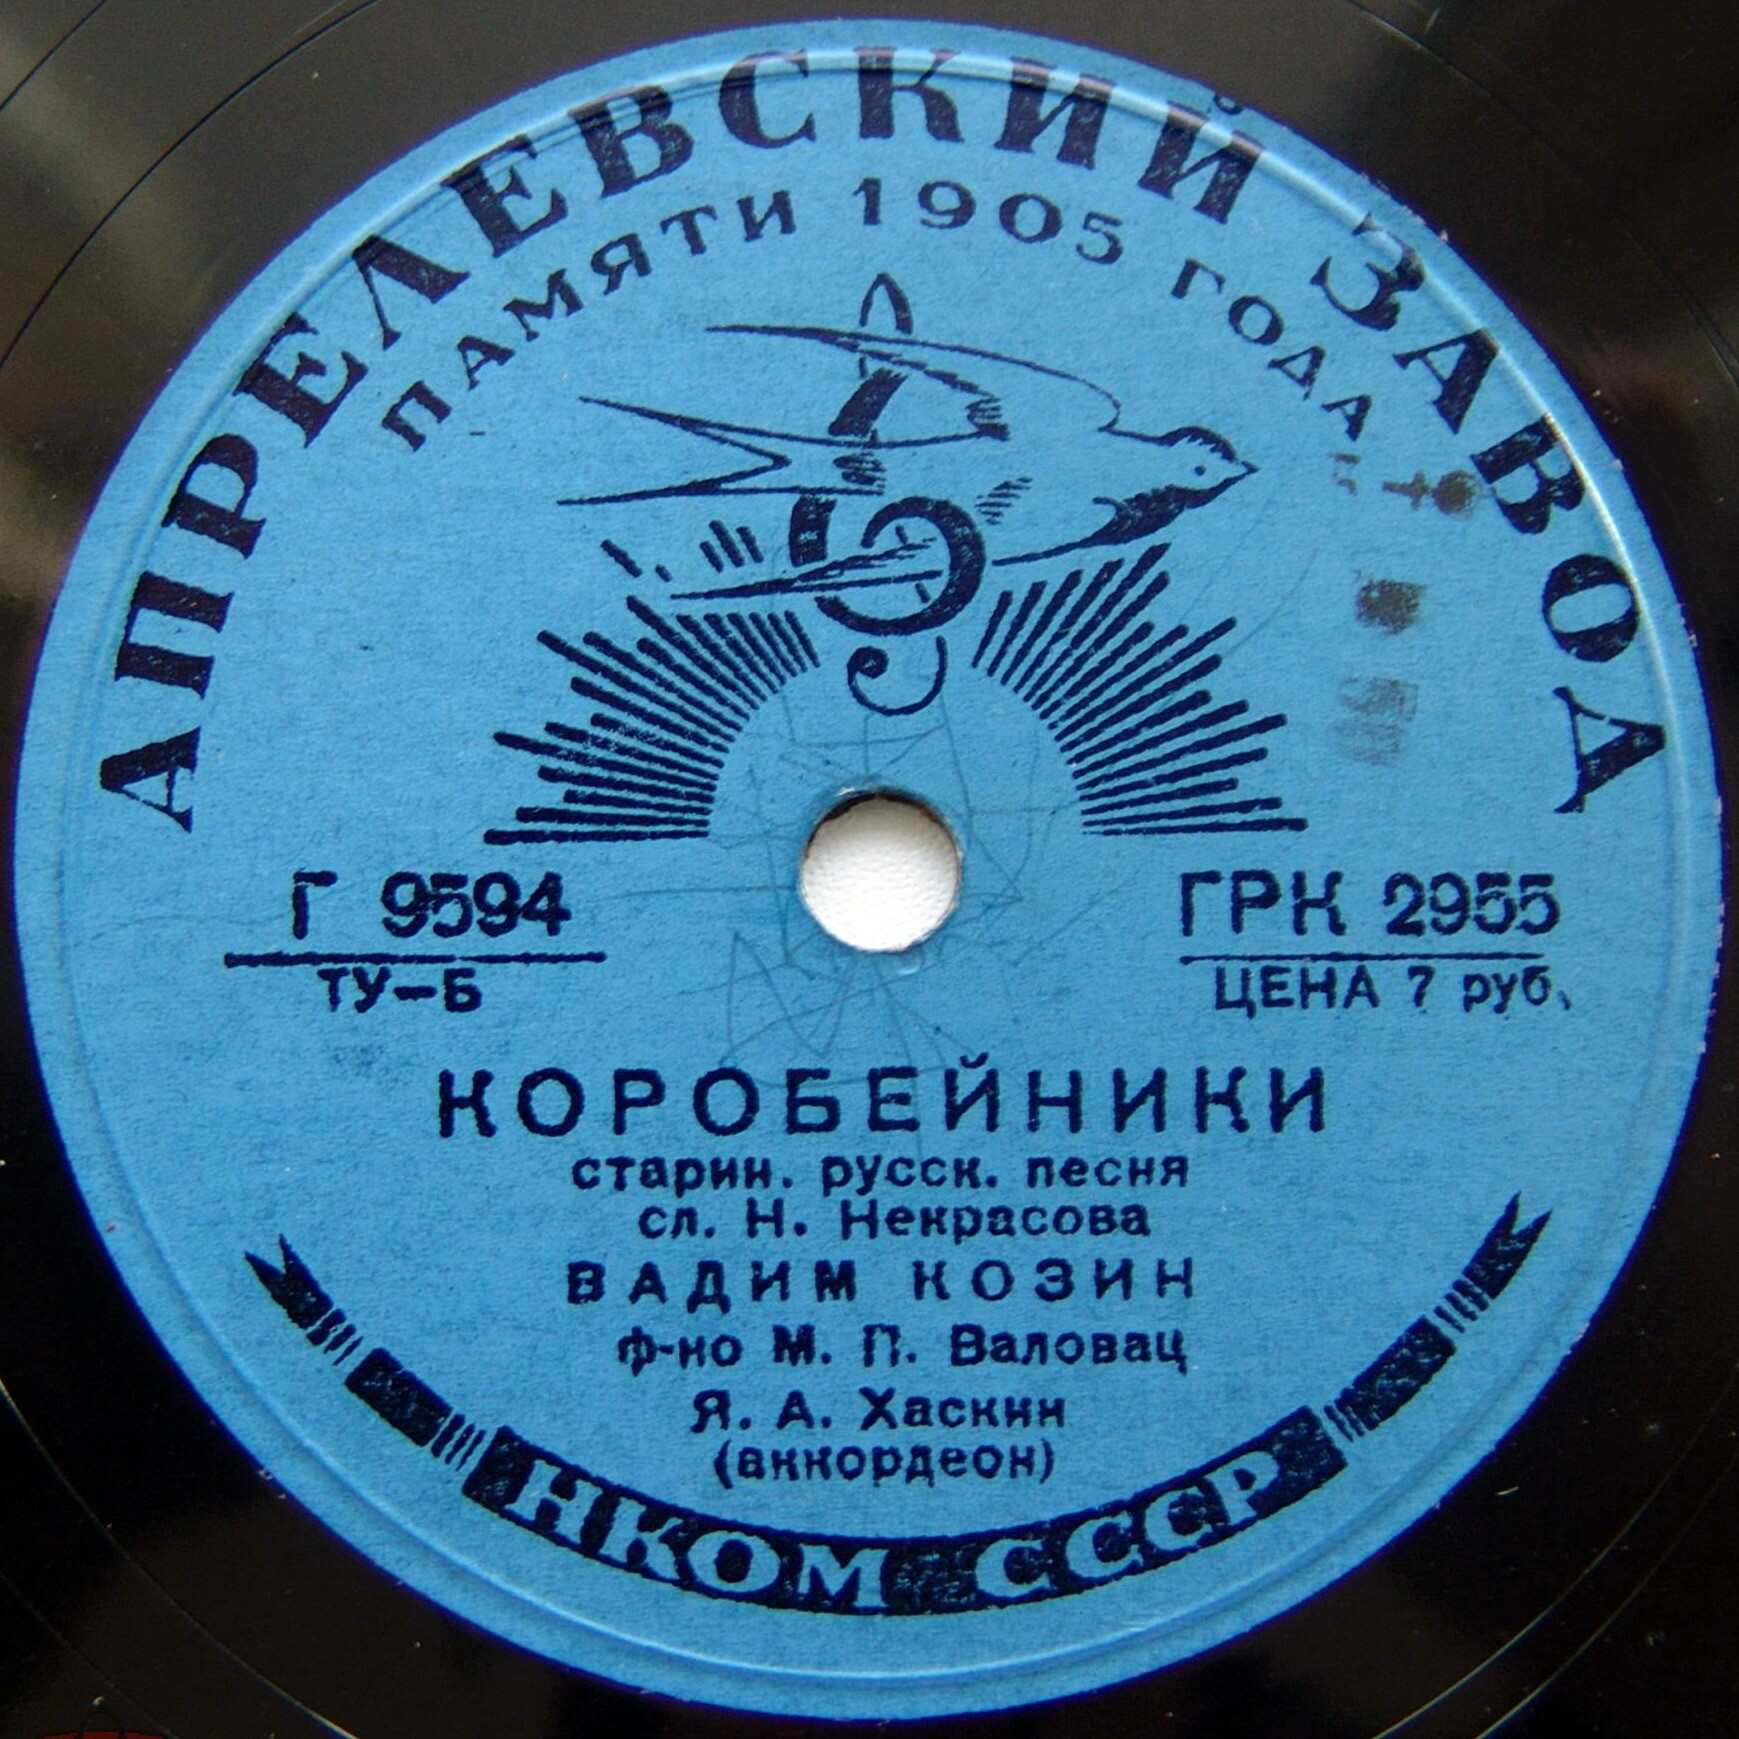 АПРЕЛЕВСКИЙ ЗАВОД
ПАМЯТИ 1905 ГОДА
Г 9594
ТУ-Б
ГРК 2955
ЦЕНА 7 руб.
КОРОБЕЙНИКИ
старин. русск. песня
сл. Н. Некрасова
ВАДИМ КОЗИН
ф-но М. П. Валовац
Я. А. Хаскин
(аккордеон)
НКОМ СССР